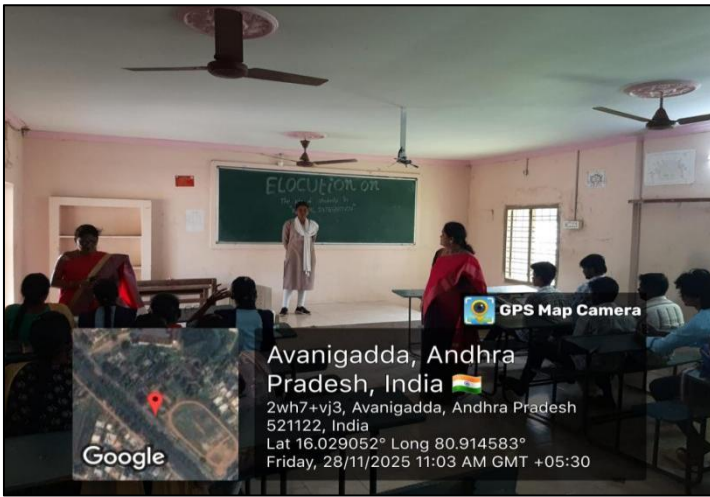 ELOCUTION ON
GPS Map Camera
Avanigadda, Andhra
Pradesh, India 🇮🇳
2wh7+vj3, Avanigadda, Andhra Pradesh
521122, India
Lat 16.029052° Long 80.914583°
Friday, 28/11/2025 11:03 AM GMT +05:30
Google